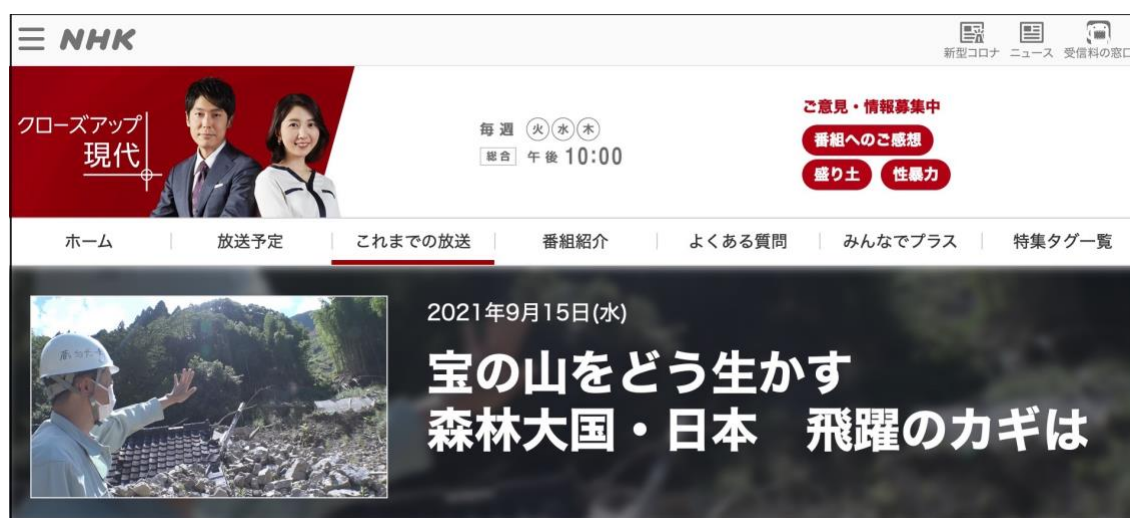 NHK
新型コロナ
ニュース
受信料の窓口
クローズアップ
現代
毎週 火 水 木
総合 午後 10:00
ご意見・情報募集中
番組へのご感想
盛り土 性暴力
ホーム
放送予定
これまでの放送
番組紹介
よくある質問
みんなでプラス
特集タグ一覧
2021年9月15日(水)
宝の山をどう生かす
森林大国・日本　飛躍のカギは